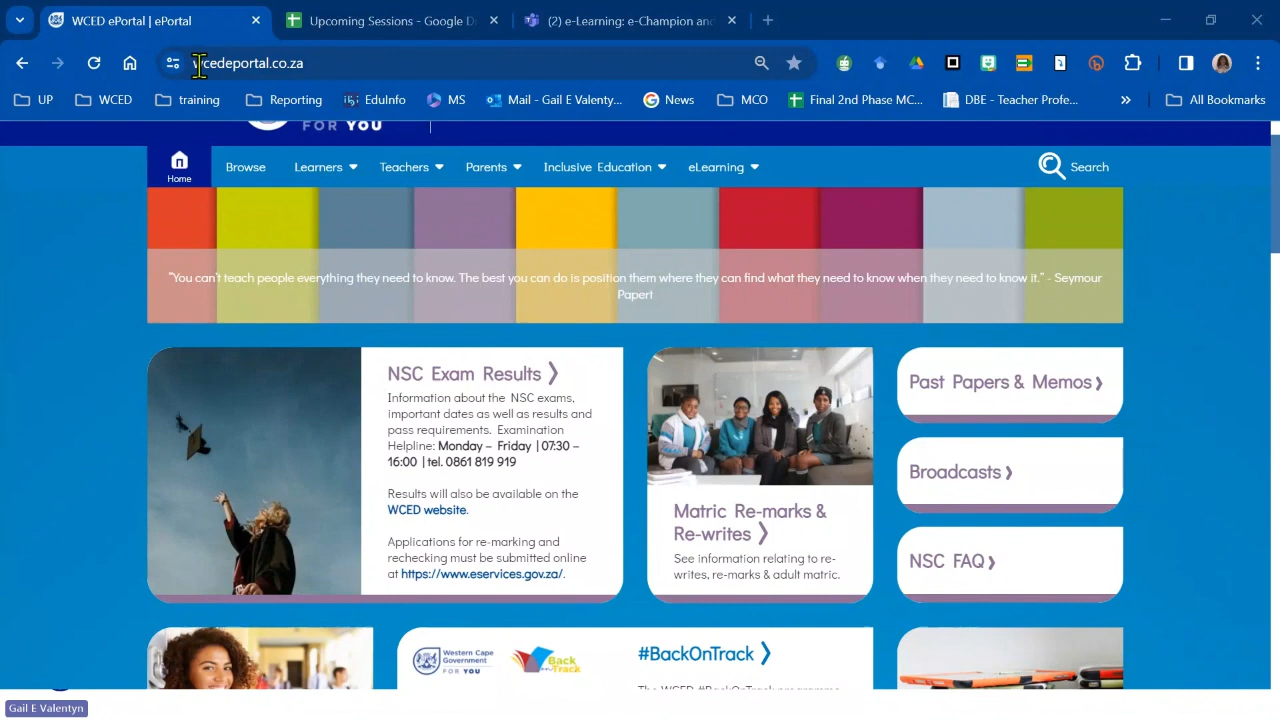 WCED ePortal | ePortal
Upcoming Sessions - Google Dr
(2) e-Learning: e-Champion and
wcedeportal.co.za
UP
WCED
training
Reporting
EduInfo
MS
Mail - Gail E Valenty...
News
MCO
Final 2nd Phase MC...
DBE - Teacher Profe...
All Bookmarks
FOR YOU
Home
Browse
Learners
Teachers
Parents
Inclusive Education
eLearning
Search
"You can't teach people everything they need to know. The best you can do is position them where they can find what they need to know when they need to know it." - Seymour
Papert
NSC Exam Results
Information about the NSC exams,
important dates as well as results and
pass requirements. Examination
Helpline: Monday – Friday | 07:30 –
16:00 | tel. 0861 819 919
Results will also be available on the
WCED website.
Applications for re-marking and
rechecking must be submitted online
at https://www.eservices.gov.za/.
Matric Re-marks &
Re-writes
See information relating to re-
writes, re-marks & adult matric.
Past Papers & Memos
Broadcasts
NSC FAQ
Western Cape
Government
FOR YOU
Back
Track
#BackOnTrack
The WCED #BackOnTrack programme
Gail E Valentyn